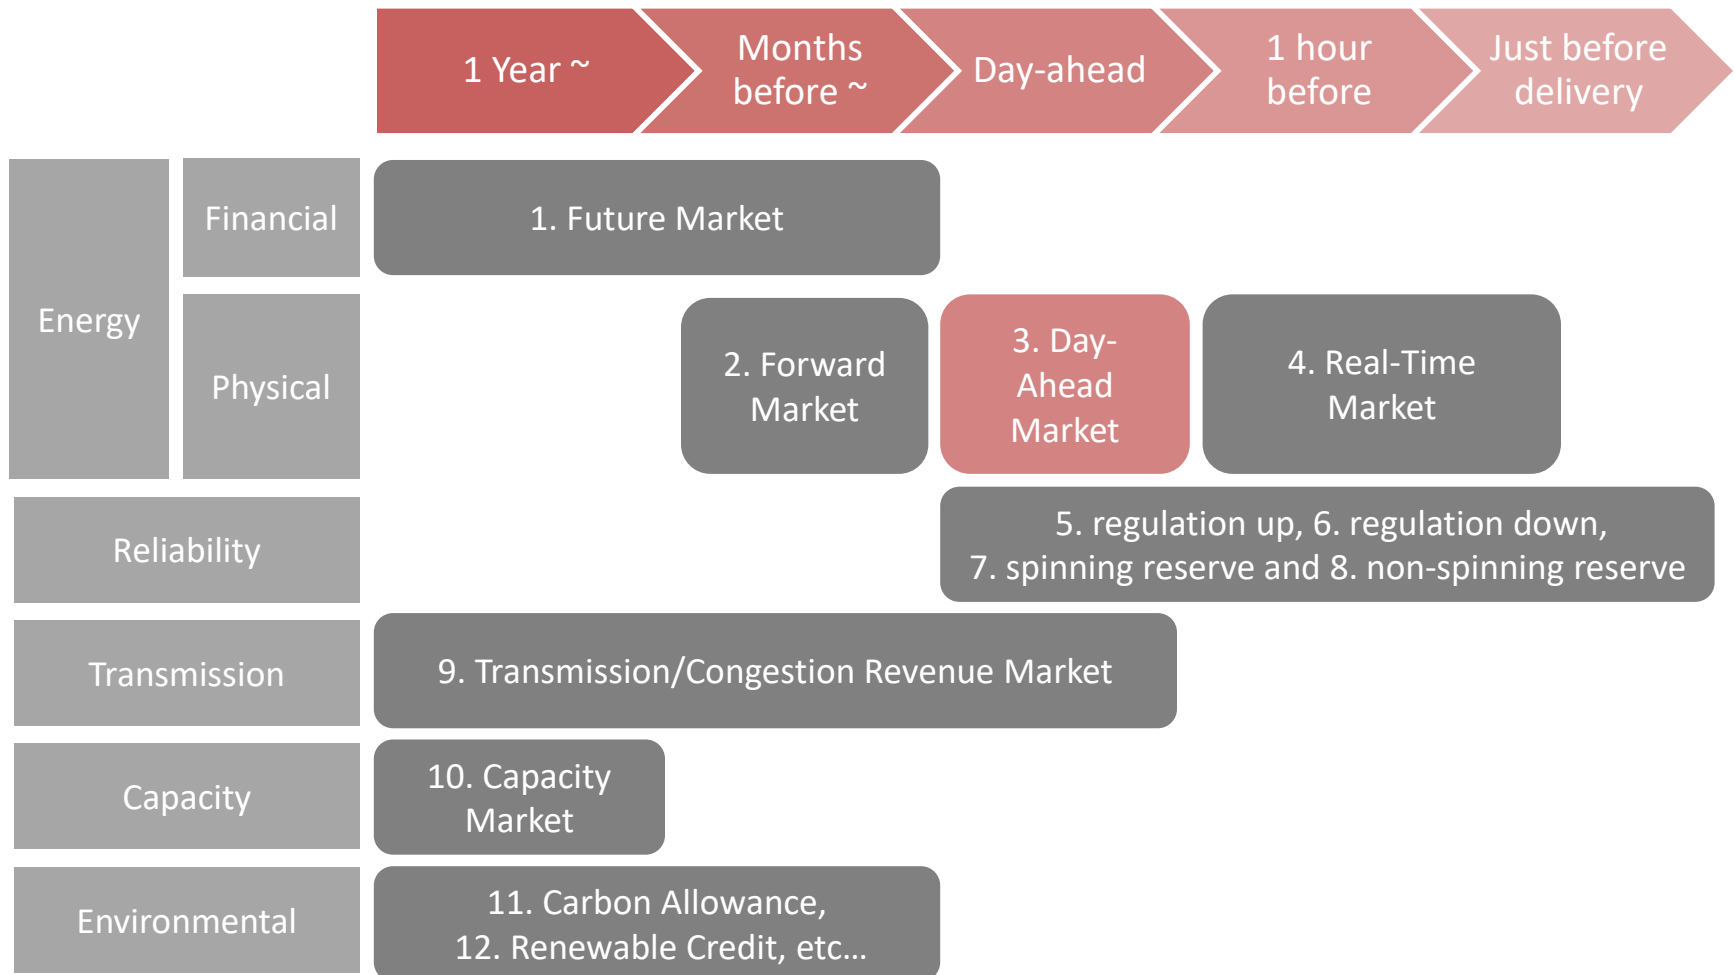 1 Year ~
Months
before ~
Day-ahead
1 hour
before
Just before
delivery
Energy
Financial
1. Future Market
Physical
2. Forward
Market
3. Day-
Ahead
Market
4. Real-Time
Market
Reliability
5. regulation up, 6. regulation down,
7. spinning reserve and 8. non-spinning reserve
Transmission
9. Transmission/Congestion Revenue Market
Capacity
10. Capacity
Market
Environmental
11. Carbon Allowance,
12. Renewable Credit, etc...